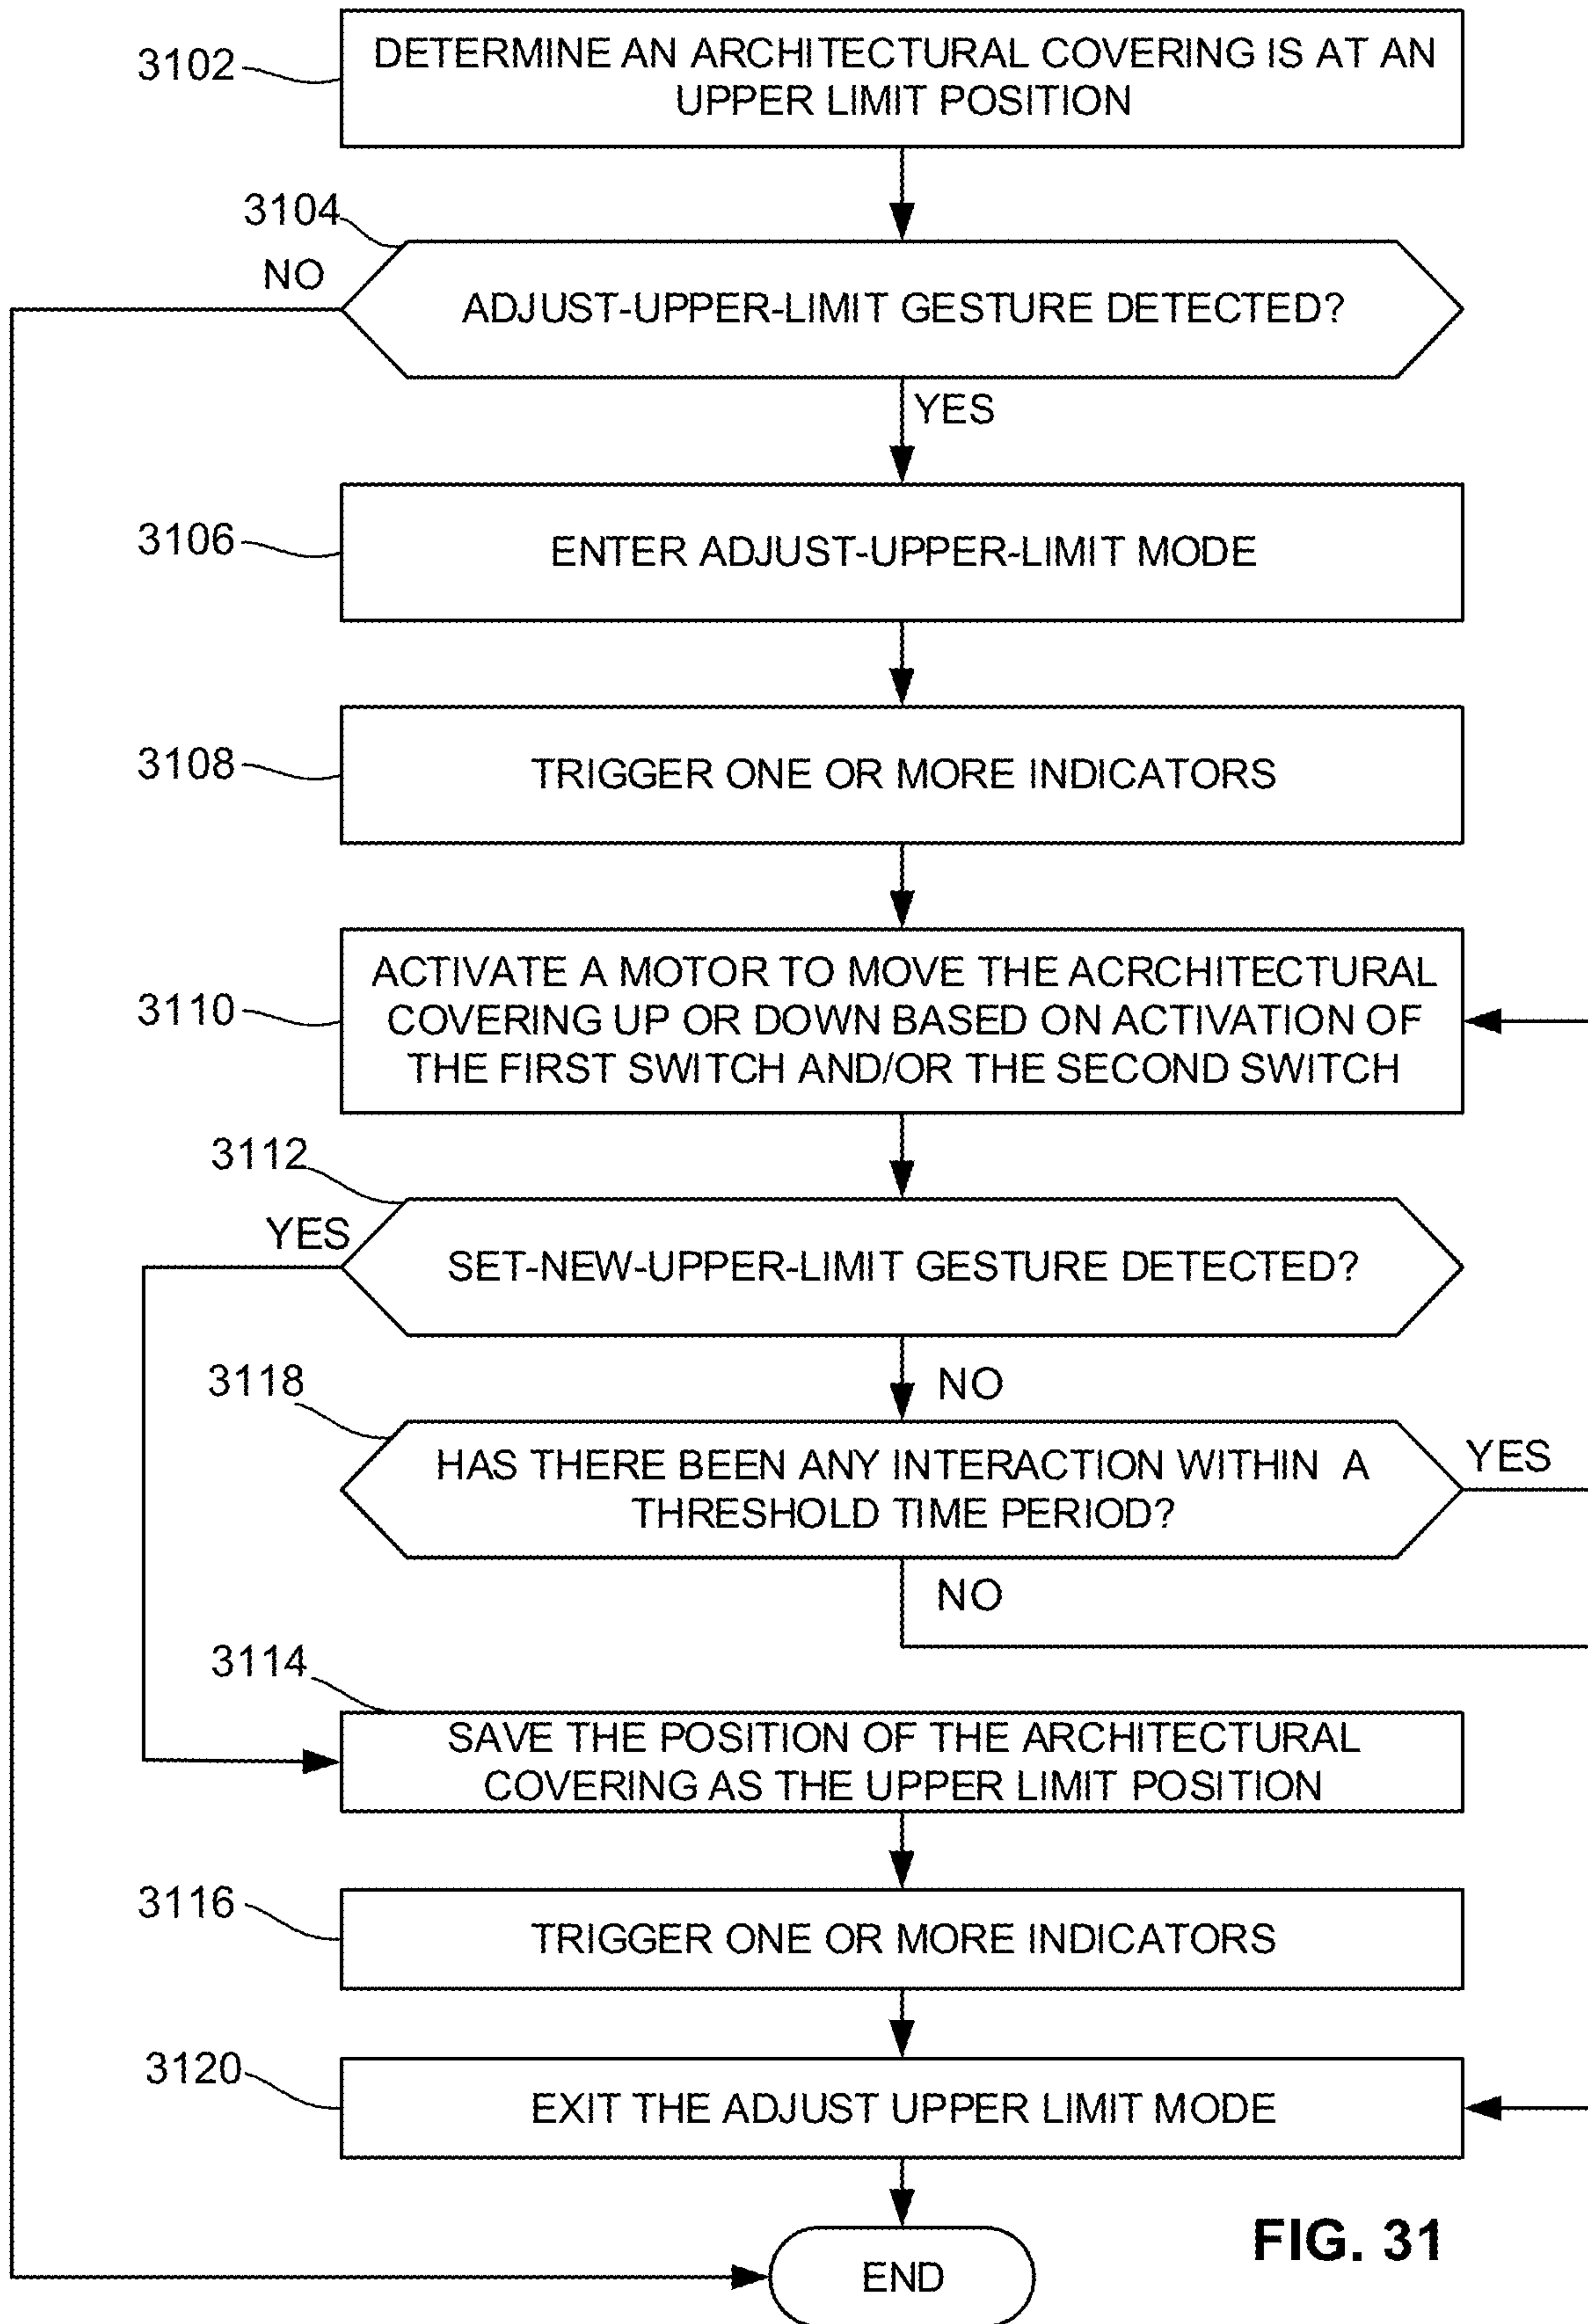 3102
DETERMINE AN ARCHITECTURAL COVERING IS AT AN
UPPER LIMIT POSITION
3104
NO
ADJUST-UPPER-LIMIT GESTURE DETECTED?
YES
3106
ENTER ADJUST-UPPER-LIMIT MODE
3108
TRIGGER ONE OR MORE INDICATORS
3110
ACTIVATE A MOTOR TO MOVE THE ACRCHITECTURAL
COVERING UP OR DOWN BASED ON ACTIVATION OF
THE FIRST SWITCH AND/OR THE SECOND SWITCH
3112
YES
SET-NEW-UPPER-LIMIT GESTURE DETECTED?
NO
3118
HAS THERE BEEN ANY INTERACTION WITHIN A
THRESHOLD TIME PERIOD?
YES
NO
3114
SAVE THE POSITION OF THE ARCHITECTURAL
COVERING AS THE UPPER LIMIT POSITION
3116
TRIGGER ONE OR MORE INDICATORS
3120
EXIT THE ADJUST UPPER LIMIT MODE
END
FIG. 31